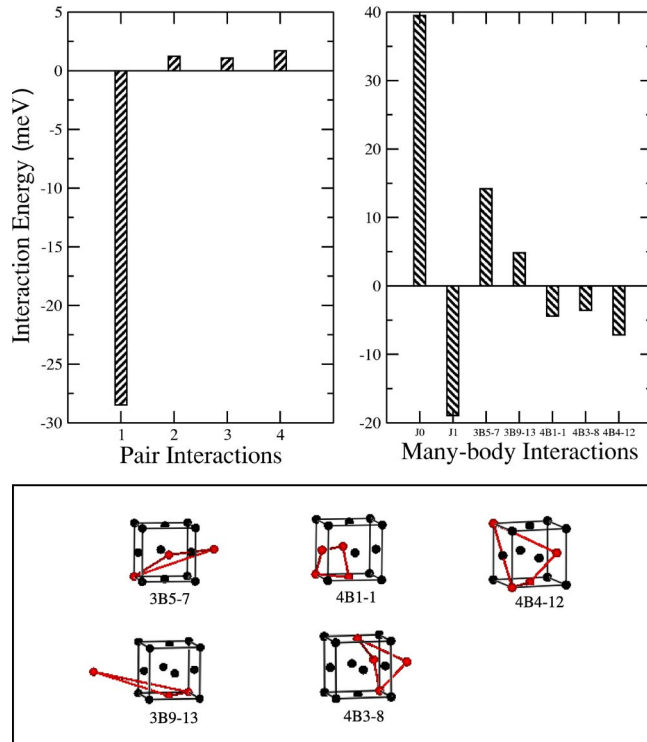 5
0
-5
-10
-15
-20
-25
-30
Interaction Energy (meV)
1 2 3 4
Pair Interactions
40
30
20
10
0
-10
-20
J0 J1 3B5-7 3B9-13 4B1-1 4B3-8 4B4-12
Many-body Interactions
3B5-7 4B1-1 4B4-12
3B9-13 4B3-8